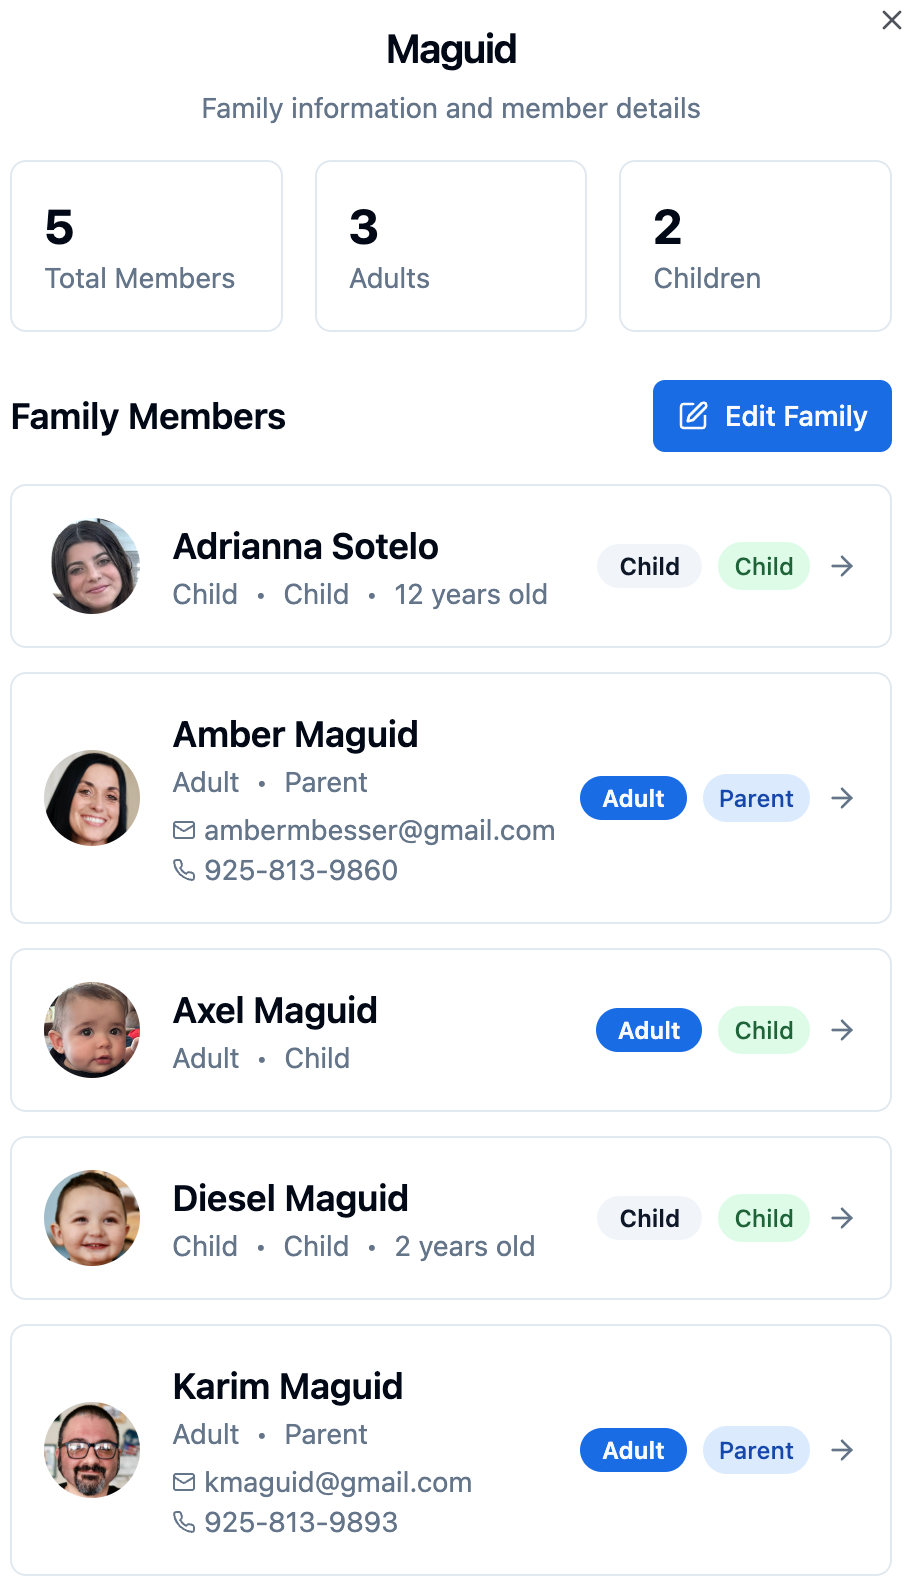 Maguid
Family information and member details
5
Total Members
3
Adults
2
Children
Family Members
Edit Family
Adrianna Sotelo
Child • Child • 12 years old
Child
Child
Amber Maguid
Adult • Parent
ambermbesser@gmail.com
925-813-9860
Adult
Parent
Axel Maguid
Adult • Child
Adult
Child
Diesel Maguid
Child • Child • 2 years old
Child
Child
Karim Maguid
Adult • Parent
kmaguid@gmail.com
925-813-9893
Adult
Parent